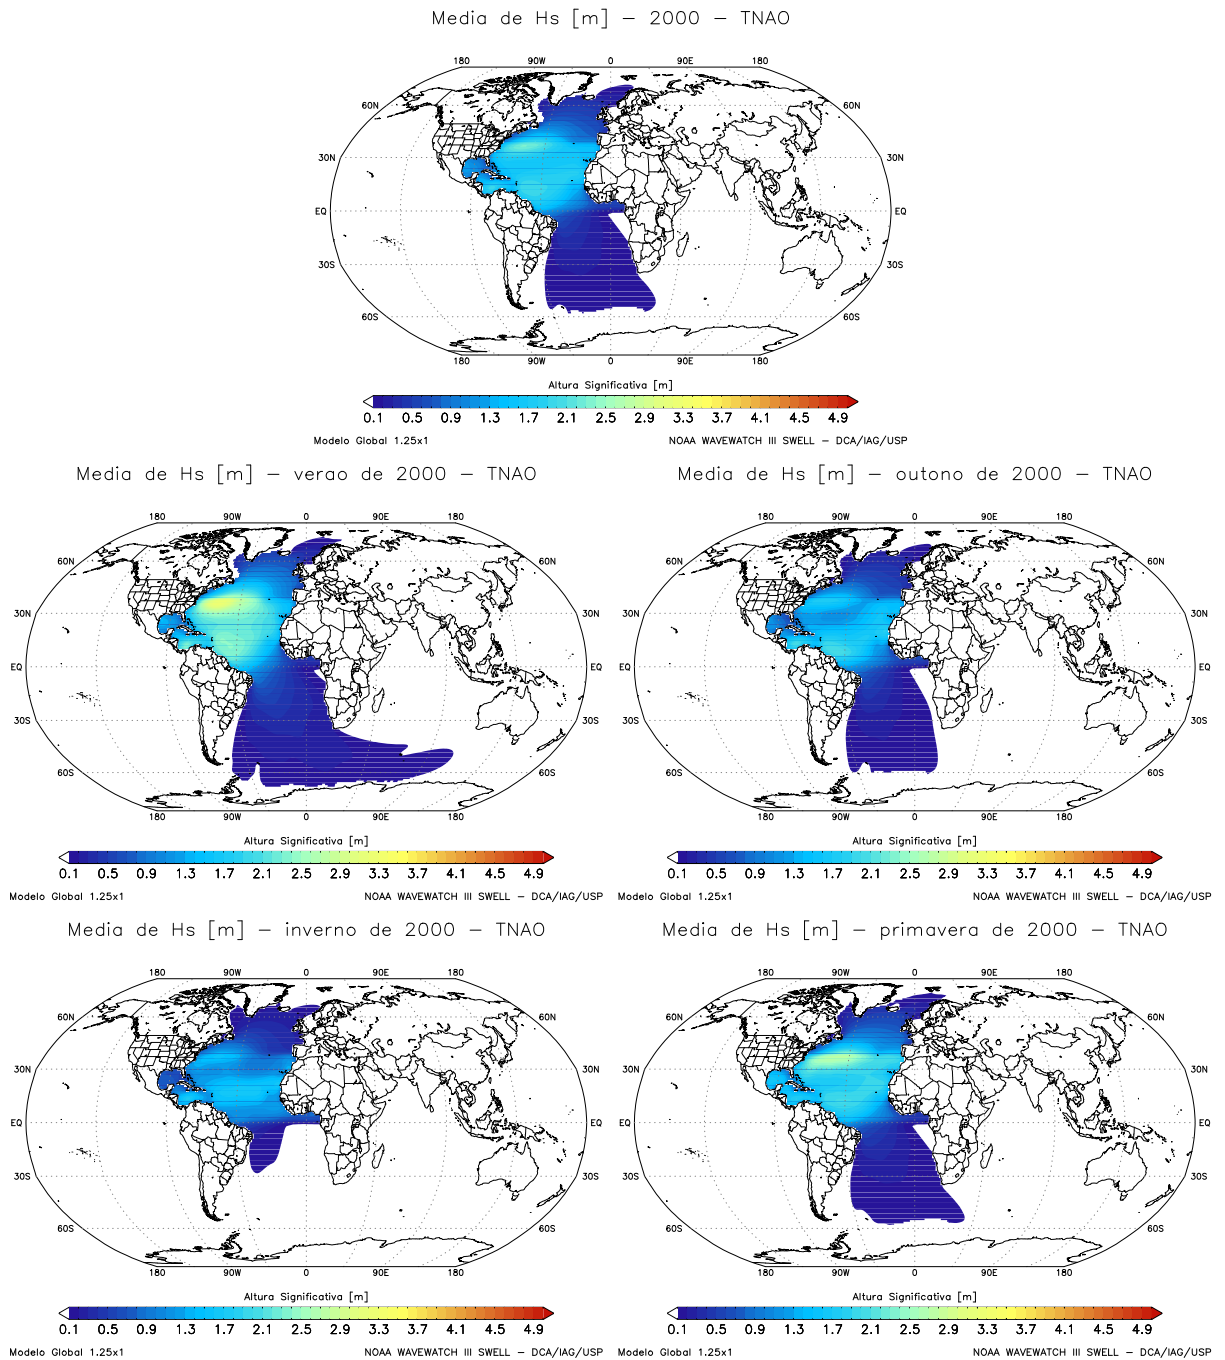 Media de Hs [m] – 2000 – TNAO
180 90W 0 90E 180
60N
60N
30N
30N
EQ
EQ
30S
30S
60S
60S
180 90W 0 90E 180
Altura Significativa [m]
0.1 0.5 0.9 1.3 1.7 2.1 2.5 2.9 3.3 3.7 4.1 4.5 4.9
Modelo Global 1.25x1
NOAA WAVEWATCH III SWELL – DCA/IAG/USP
Media de Hs [m] – verao de 2000 – TNAO
180 90W 0 90E 180
60N
60N
30N
30N
EQ
EQ
30S
30S
60S
60S
180 90W 0 90E 180
Altura Significativa [m]
0.1 0.5 0.9 1.3 1.7 2.1 2.5 2.9 3.3 3.7 4.1 4.5 4.9
Modelo Global 1.25x1
NOAA WAVEWATCH III SWELL – DCA/IAG/USP
Media de Hs [m] – outono de 2000 – TNAO
180 90W 0 90E 180
60N
60N
30N
30N
EQ
EQ
30S
30S
60S
60S
180 90W 0 90E 180
Altura Significativa [m]
0.1 0.5 0.9 1.3 1.7 2.1 2.5 2.9 3.3 3.7 4.1 4.5 4.9
Modelo Global 1.25x1
NOAA WAVEWATCH III SWELL – DCA/IAG/USP
Media de Hs [m] – inverno de 2000 – TNAO
180 90W 0 90E 180
60N
60N
30N
30N
EQ
EQ
30S
30S
60S
60S
180 90W 0 90E 180
Altura Significativa [m]
0.1 0.5 0.9 1.3 1.7 2.1 2.5 2.9 3.3 3.7 4.1 4.5 4.9
Modelo Global 1.25x1
NOAA WAVEWATCH III SWELL – DCA/IAG/USP
Media de Hs [m] – primavera de 2000 – TNAO
180 90W 0 90E 180
60N
60N
30N
30N
EQ
EQ
30S
30S
60S
60S
180 90W 0 90E 180
Altura Significativa [m]
0.1 0.5 0.9 1.3 1.7 2.1 2.5 2.9 3.3 3.7 4.1 4.5 4.9
Modelo Global 1.25x1
NOAA WAVEWATCH III SWELL – DCA/IAG/USP